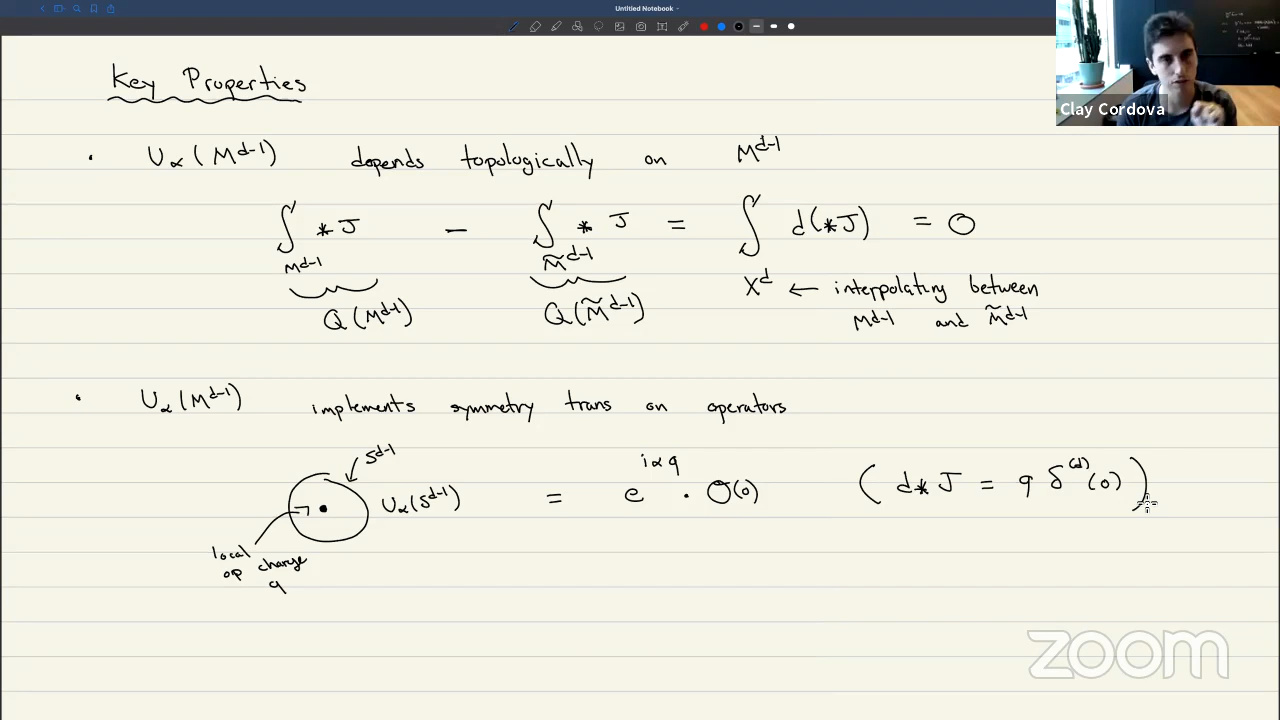 Untitled Notebook
Clay Cordova
Key Properties
• U_α(M^{d-1}) depends topologically on M^{d-1}
∫_{M^{d-1}} *J − ∫_{M̃^{d-1}} *J = ∫_{X^d} d(*J) = 0
Q(M^{d-1}) Q(M̃^{d-1}) X^d ← interpolating between
M^{d-1} and M̃^{d-1}
• U_α(M^{d-1}) implements symmetry trans on operators
S^{d-1}
U_α(S^{d-1}) = e^{iαq} · O(0) ( d*J = q δ^{(d)}(0) )
local
op charge
q
zoom